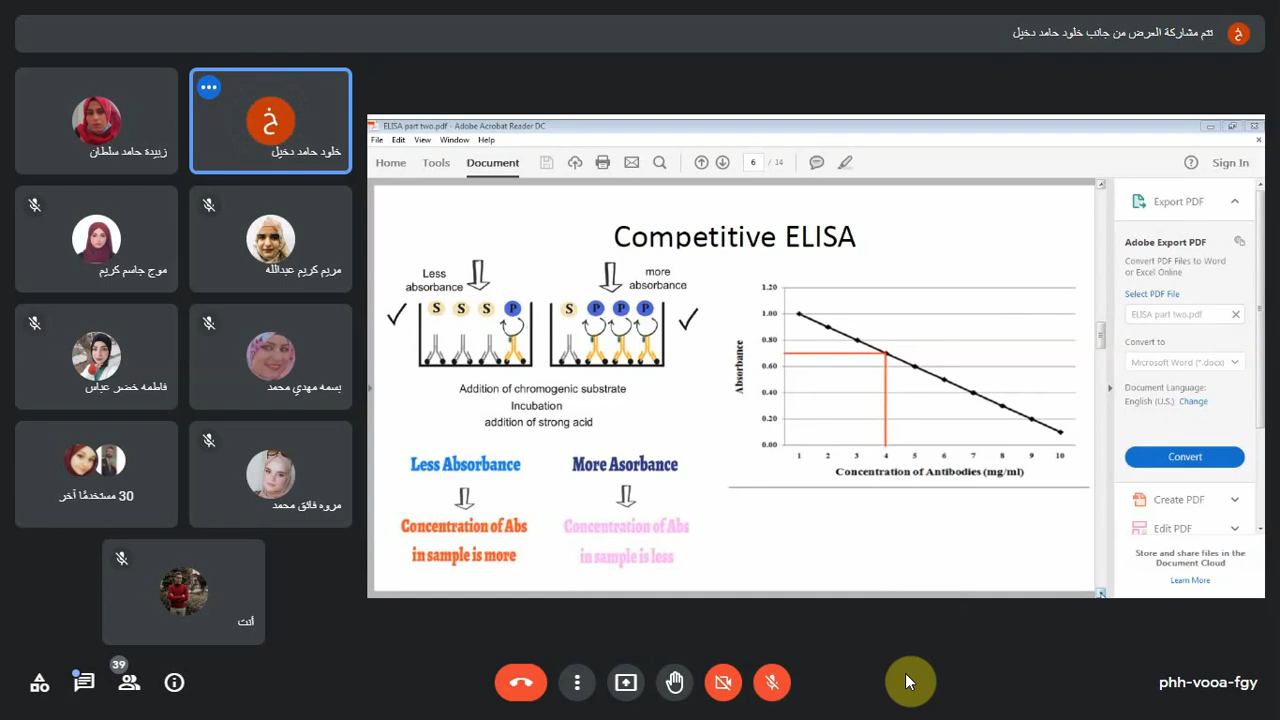 تتم مشاركة العرض من جانب خلود حامد دخيل
خ
زبيدة حامد سلطان
خ
خلود حامد دخيل
موج جاسم كريم
مريم كريم عبدالله
فاطمه خضر عباس
بسمه مهدي محمد
30 مستخدمًا آخر
مروه فائق محمد
أنت
ELISA part two.pdf - Adobe Acrobat Reader DC
File Edit View Window Help
Home Tools Document 6 / 14 Sign In
Competitive ELISA
Less absorbance
more absorbance
S S S P
S P P P
Addition of chromogenic substrate
Incubation
addition of strong acid
Less Absorbance
More Asorbance
Concentration of Abs
in sample is more
Concentration of Abs
in sample is less
Absorbance
1.20
1.00
0.80
0.60
0.40
0.20
0.00
1 2 3 4 5 6 7 8 9 10
Concentration of Antibodies (mg/ml)
Export PDF
Adobe Export PDF
Convert PDF Files to Word
or Excel Online
Select PDF File
ELISA part two.pdf
Convert to
Microsoft Word (*.docx)
Document Language:
English (U.S.) Change
Convert
Create PDF
Edit PDF
Store and share files in the
Document Cloud
Learn More
39
phh-vooa-fgy